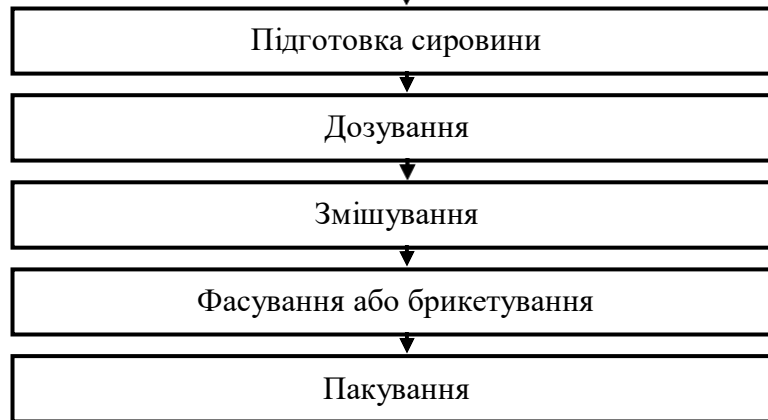 Підготовка сировини
Дозування
Змішування
Фасування або брикетування
Пакування